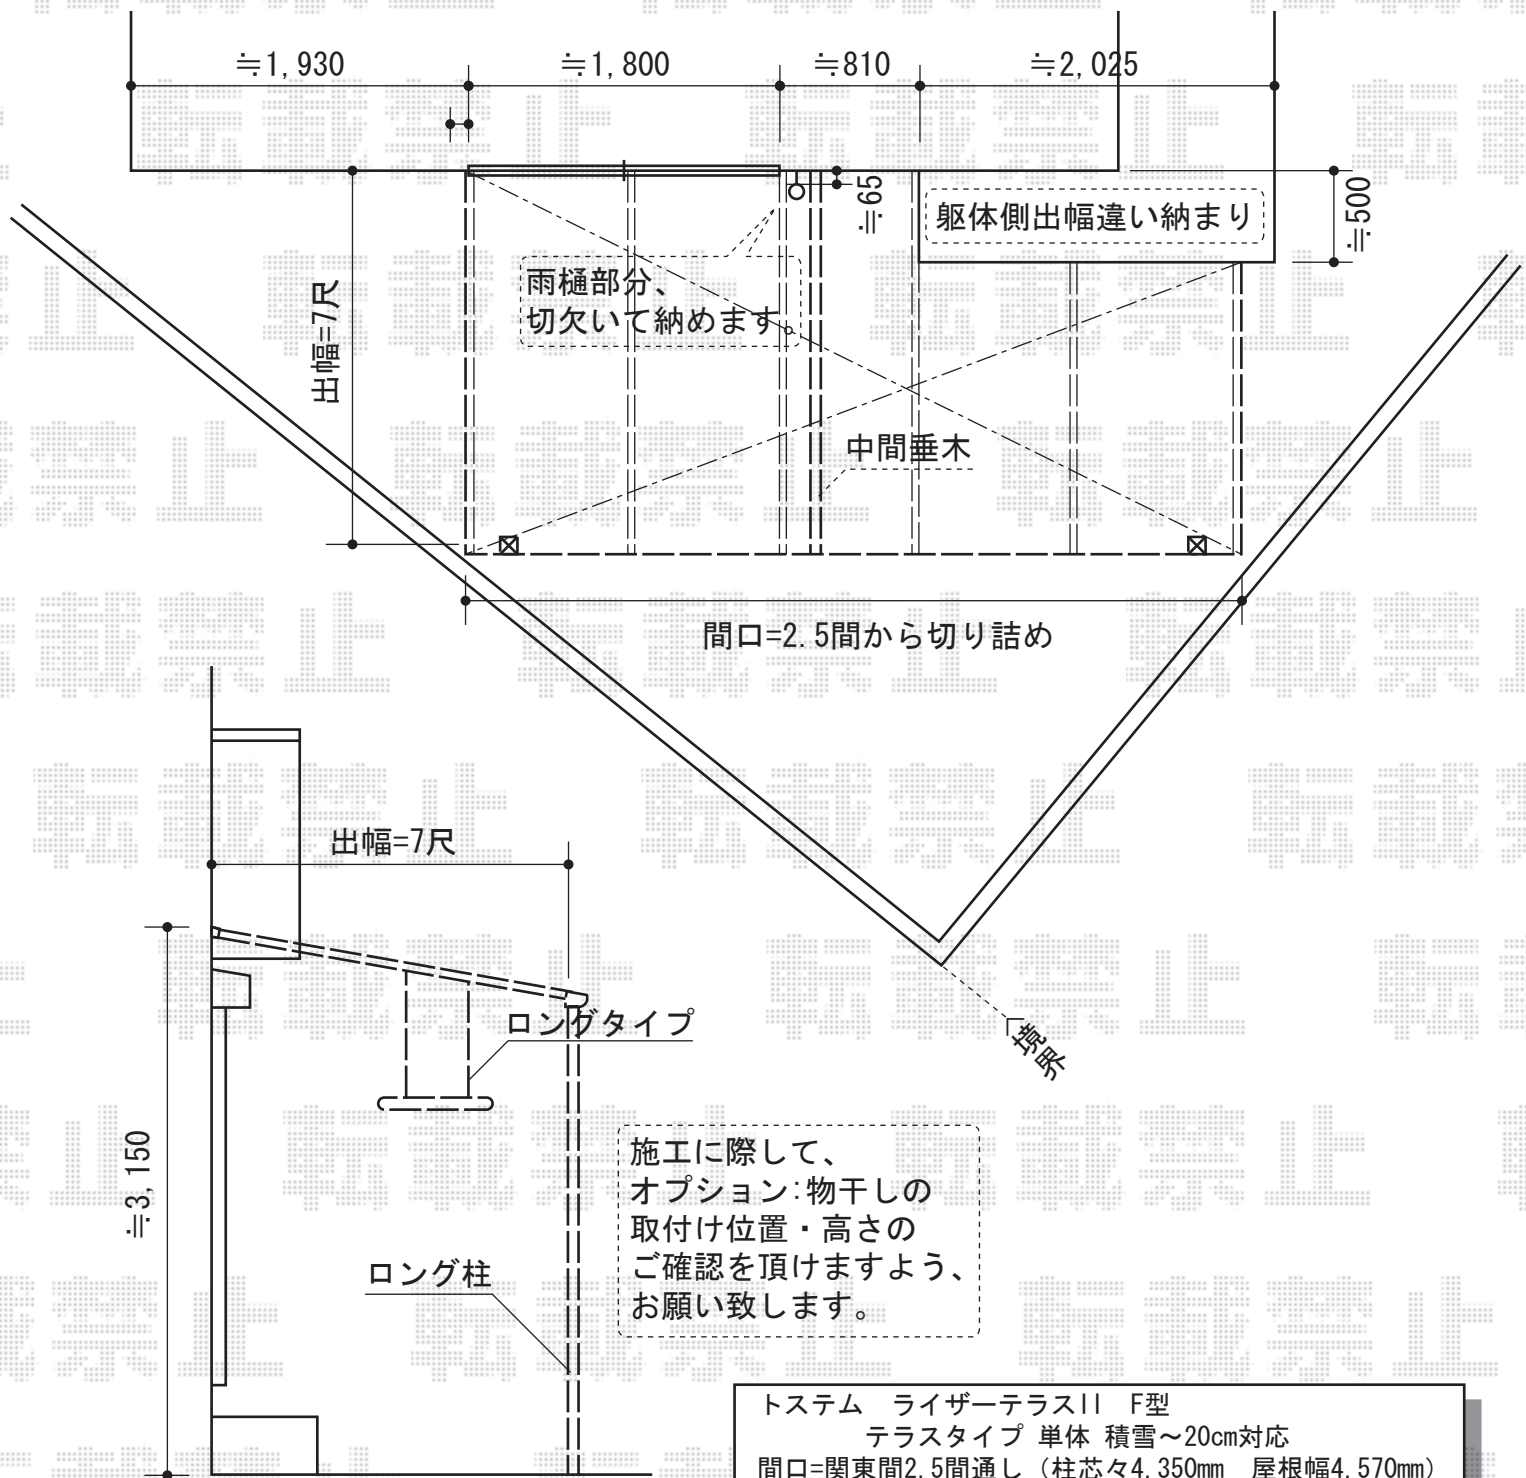 ≒1,930
≒1,800
≒810
≒2,025
≒65
≒500
躯体側出幅違い納まり
雨樋部分、
切欠いて納めます
出幅=7尺
中間垂木
間口=2.5間から切り詰め
出幅=7尺
ロングタイプ
境界
≒3,150
施工に際して、
オプション:物干しの
取付け位置・高さの
ご確認を頂けますよう、
お願い致します。
ロング柱
トステム ライザーテラスII F型
テラスタイプ 単体 積雪～20cm対応
間口=関東間2.5間通し（柱芯々4,350mm 屋根幅4,570mm）
転載禁止